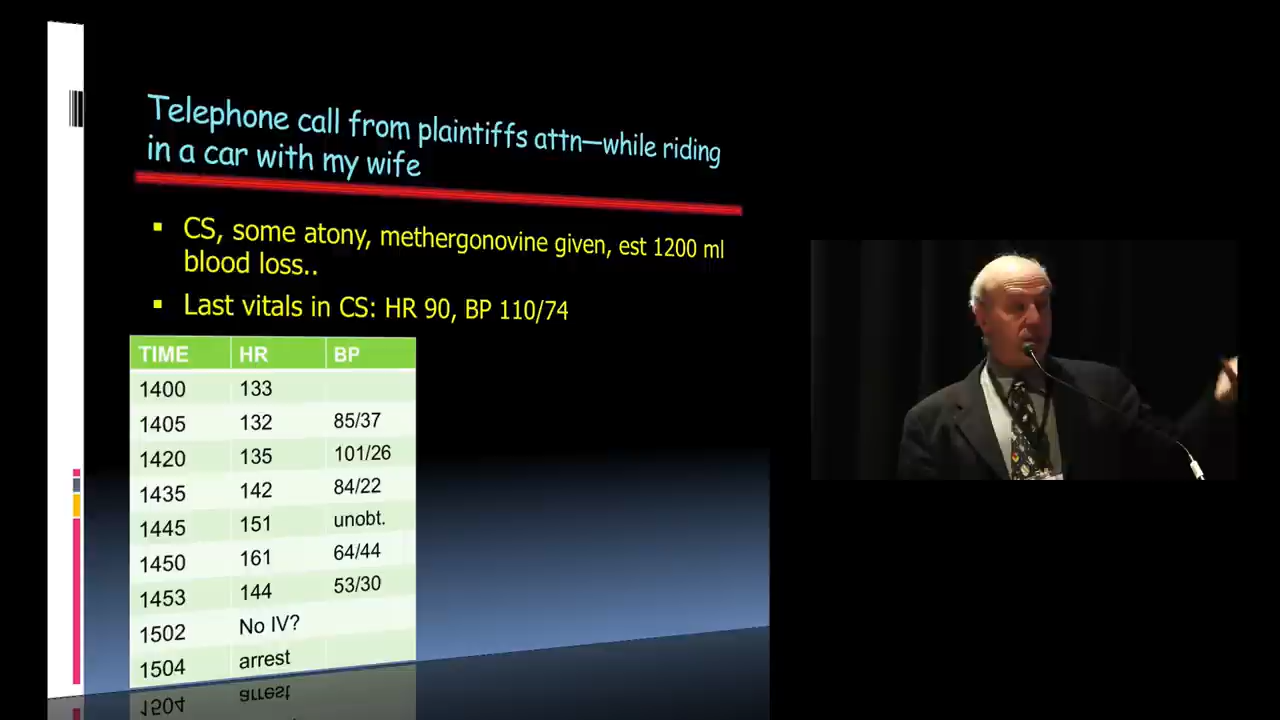 Telephone call from plaintiffs attn—while riding
in a car with my wife
▪ CS, some atony, methergonovine given, est 1200 ml
blood loss..
▪ Last vitals in CS: HR 90, BP 110/74
TIME HR BP
1400 133
1405 132 85/37
1420 135 101/26
1435 142 84/22
1445 151 unobt.
1450 161 64/44
1453 144 53/30
1502 No IV?
1504 arrest